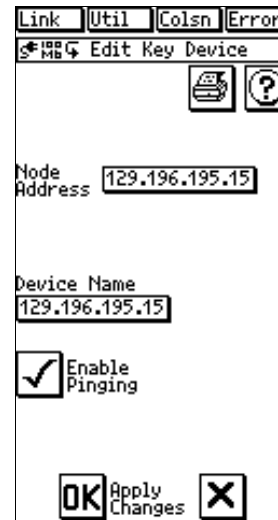 Link Util Colsn Error
Edit Key Device
?
Node
Address 129.196.195.15
Device Name
129.196.195.15
Enable
Pinging
OK Apply
Changes X